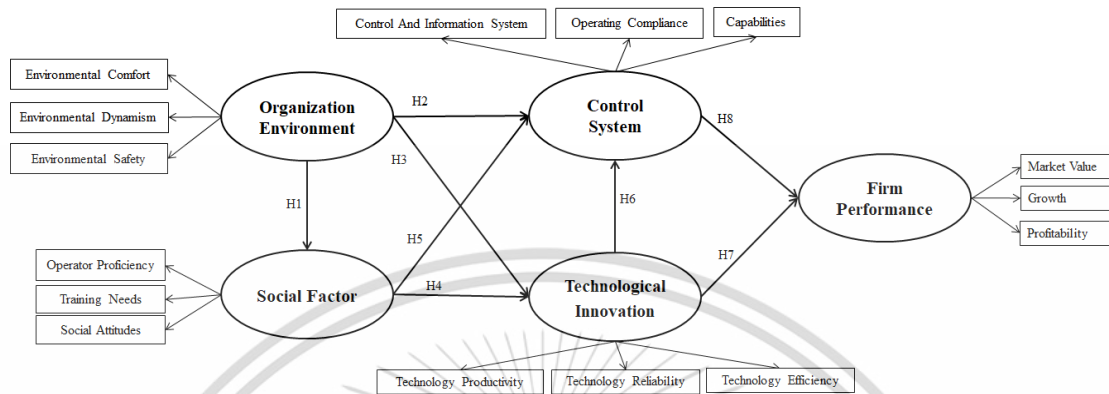 Control And Information System
Operating Compliance
Capabilities
Environmental Comfort
Environmental Dynamism
Environmental Safety
Organization
Environment
H2
Control
System
H8
H3
H1
H6
H5
H4
H7
Firm
Performance
Market Value
Growth
Profitability
Operator Proficiency
Training Needs
Social Attitudes
Social Factor
Technological
Innovation
Technology Productivity
Technology Reliability
Technology Efficiency